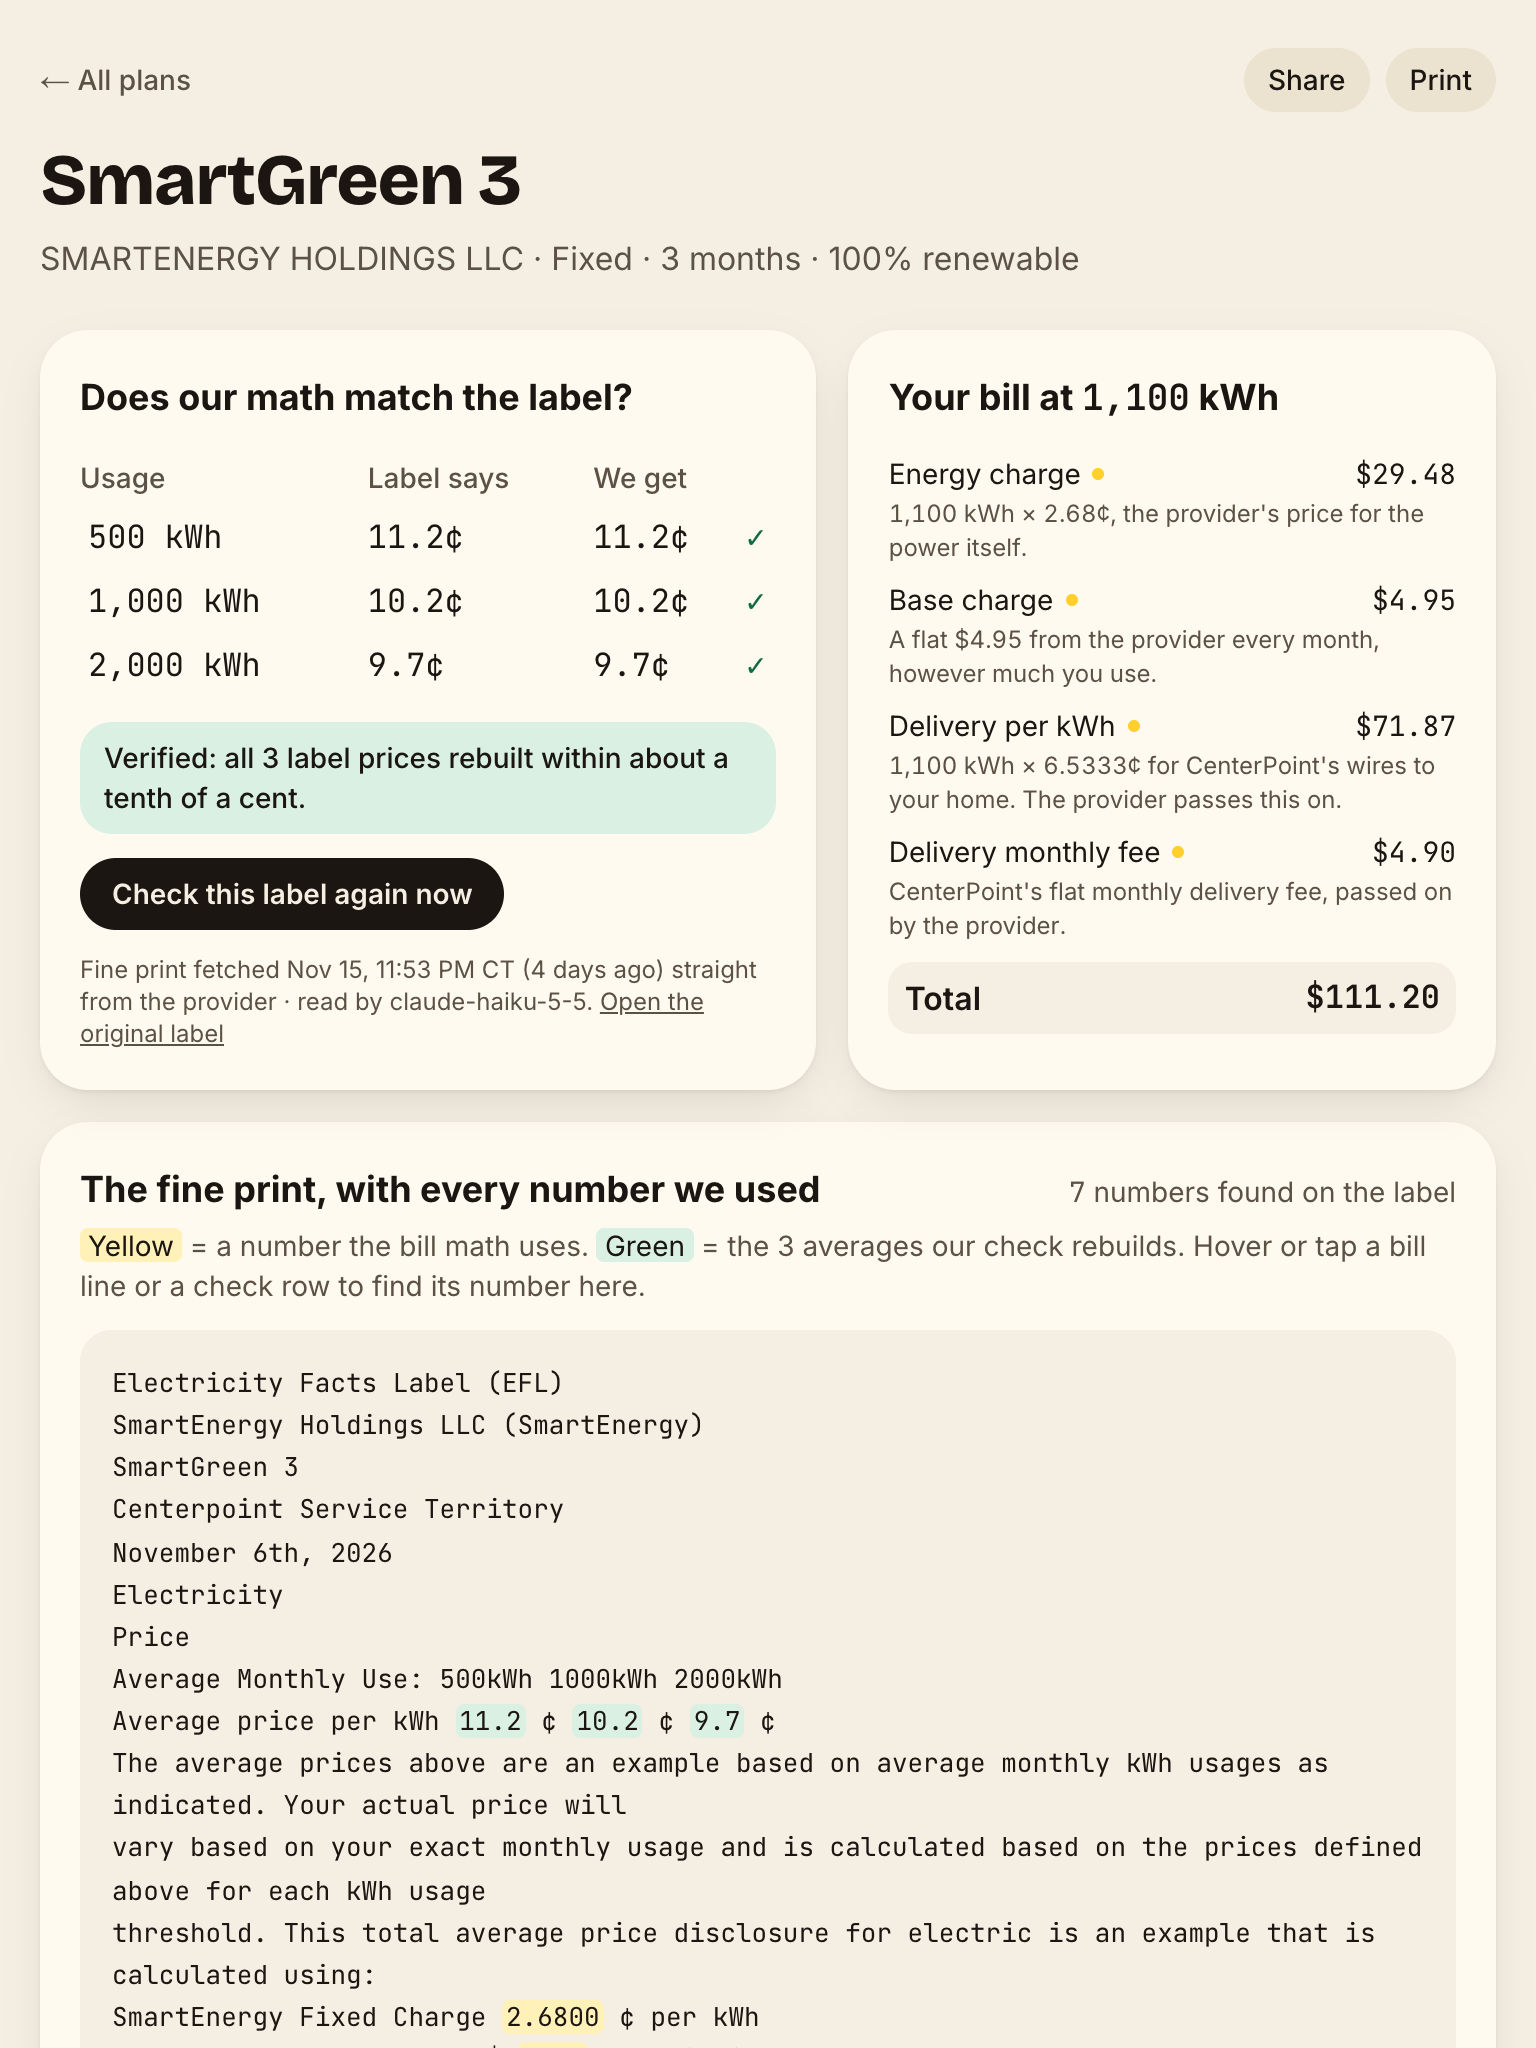 ← All plans
Share
Print
SmartGreen 3
SMARTENERGY HOLDINGS LLC · Fixed · 3 months · 100% renewable
Does our math match the label?
Usage Label says We get
500 kWh 11.2¢ 11.2¢ ✓
1,000 kWh 10.2¢ 10.2¢ ✓
2,000 kWh 9.7¢ 9.7¢ ✓
Verified: all 3 label prices rebuilt within about a
tenth of a cent.
Check this label again now
Fine print fetched Nov 15, 11:53 PM CT (4 days ago) straight
from the provider · read by claude-haiku-5-5. Open the
original label
Your bill at 1,100 kWh
Energy charge $29.48
1,100 kWh × 2.68¢, the provider's price for the
power itself.
Base charge $4.95
A flat $4.95 from the provider every month,
however much you use.
Delivery per kWh $71.87
1,100 kWh × 6.5333¢ for CenterPoint's wires to
your home. The provider passes this on.
Delivery monthly fee $4.90
CenterPoint's flat monthly delivery fee, passed on
by the provider.
Total $111.20
The fine print, with every number we used
7 numbers found on the label
Yellow = a number the bill math uses. Green = the 3 averages our check rebuilds. Hover or tap a bill
line or a check row to find its number here.
Electricity Facts Label (EFL)
SmartEnergy Holdings LLC (SmartEnergy)
SmartGreen 3
Centerpoint Service Territory
November 6th, 2026
Electricity
Price
Average Monthly Use: 500kWh 1000kWh 2000kWh
Average price per kWh 11.2 ¢ 10.2 ¢ 9.7 ¢
The average prices above are an example based on average monthly kWh usages as
indicated. Your actual price will
vary based on your exact monthly usage and is calculated based on the prices defined
above for each kWh usage
threshold. This total average price disclosure for electric is an example that is
calculated using:
SmartEnergy Fixed Charge 2.6800 ¢ per kWh